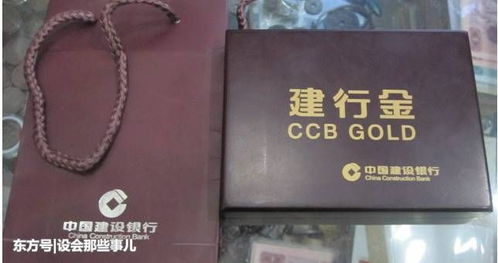 建行金
CCB GOLD
中国建设银行
China Construction Bank
中国建设银行
China Construction Bank
东方号|设会那些事儿